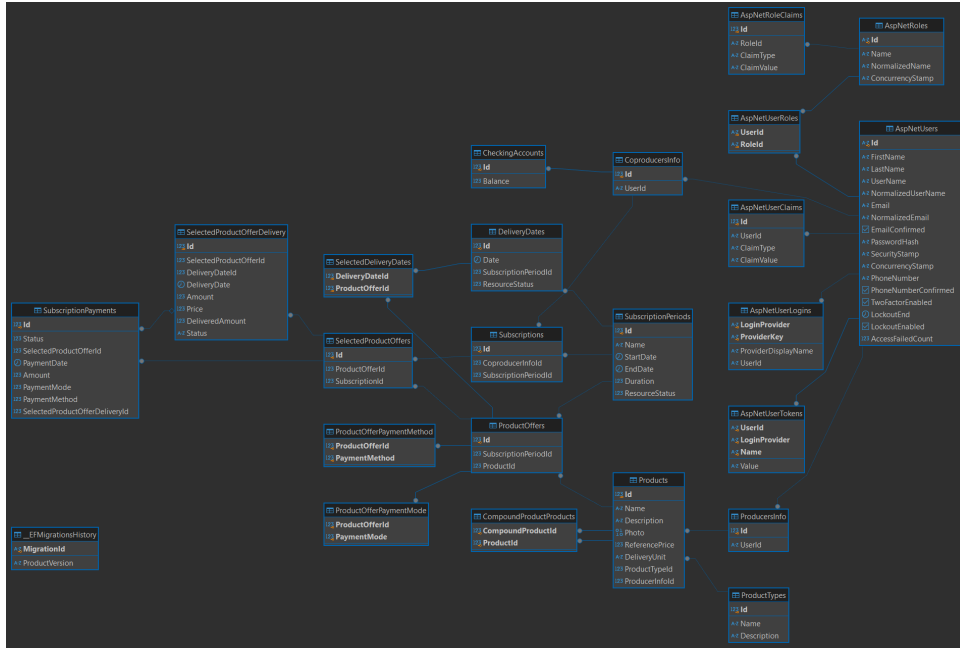 AspNetRoleClaims
Id
RoleId
ClaimType
ClaimValue
AspNetRoles
Id
Name
NormalizedName
ConcurrencyStamp
AspNetUserRoles
UserId
RoleId
AspNetUsers
Id
FirstName
LastName
UserName
NormalizedUserName
Email
NormalizedEmail
EmailConfirmed
PasswordHash
SecurityStamp
ConcurrencyStamp
PhoneNumber
PhoneNumberConfirmed
TwoFactorEnabled
LockoutEnd
LockoutEnabled
AccessFailedCount
CheckingAccounts
Id
Balance
CoproducersInfo
Id
UserId
AspNetUserClaims
Id
UserId
ClaimType
ClaimValue
SelectedProductOfferDelivery
Id
SelectedProductOfferId
DeliveryDateId
DeliveryDate
Amount
Price
DeliveredAmount
Status
SelectedDeliveryDates
DeliveryDateId
ProductOfferId
DeliveryDates
Id
Date
SubscriptionPeriodId
ResourceStatus
SubscriptionPayments
Id
Status
SelectedProductOfferId
PaymentDate
Amount
PaymentMode
PaymentMethod
SelectedProductOfferDeliveryId
SelectedProductOffers
Id
ProductOfferId
SubscriptionId
Subscriptions
Id
CoproducerInfoId
SubscriptionPeriodId
SubscriptionPeriods
Id
Name
StartDate
EndDate
Duration
ResourceStatus
AspNetUserLogins
LoginProvider
ProviderKey
ProviderDisplayName
UserId
AspNetUserTokens
UserId
LoginProvider
Name
Value
ProductOfferPaymentMethod
ProductOfferId
PaymentMethod
ProductOffers
Id
SubscriptionPeriodId
ProductId
ProductOfferPaymentMode
ProductOfferId
PaymentMode
CompoundProductProducts
CompoundProductId
ProductId
Products
Id
Name
Description
Photo
ReferencePrice
DeliveryUnit
ProductTypeId
ProducerInfoId
ProducersInfo
Id
UserId
__EFMigrationsHistory
MigrationId
ProductVersion
ProductTypes
Id
Name
Description